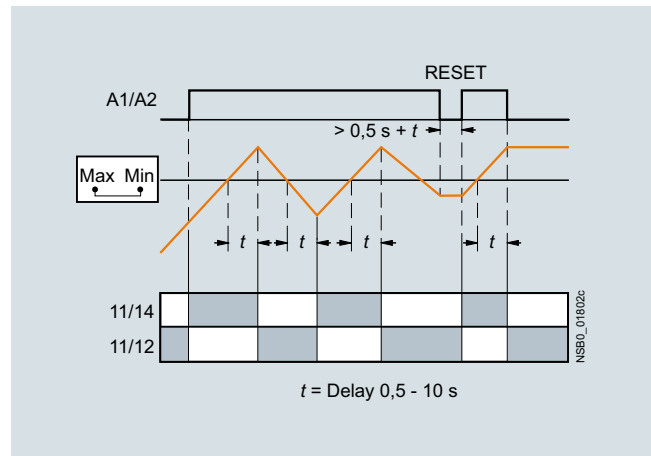 RESET
A1/A2
> 0,5 s + t
Max Min
t t t t
11/14
11/12
NSB0_01802c
t = Delay 0,5 - 10 s